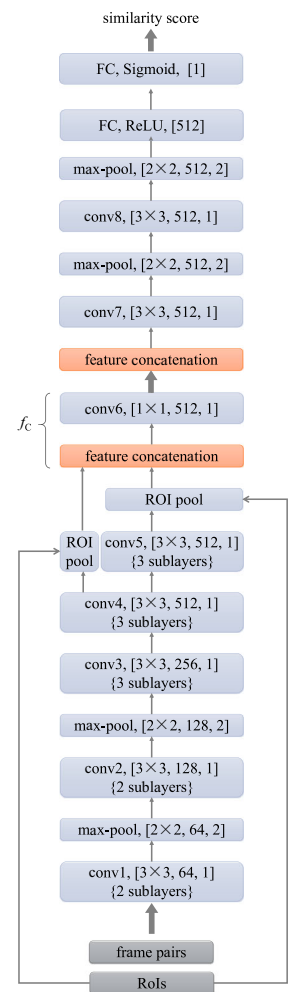 similarity score
FC, Sigmoid, [1]
FC, ReLU, [512]
max-pool, [2×2, 512, 2]
conv8, [3×3, 512, 1]
max-pool, [2×2, 512, 2]
conv7, [3×3, 512, 1]
feature concatenation
conv6, [1×1, 512, 1]
fC
feature concatenation
ROI pool
ROI
pool
conv5, [3×3, 512, 1]
{3 sublayers}
conv4, [3×3, 512, 1]
{3 sublayers}
conv3, [3×3, 256, 1]
{3 sublayers}
max-pool, [2×2, 128, 2]
conv2, [3×3, 128, 1]
{2 sublayers}
max-pool, [2×2, 64, 2]
conv1, [3×3, 64, 1]
{2 sublayers}
frame pairs
RoIs